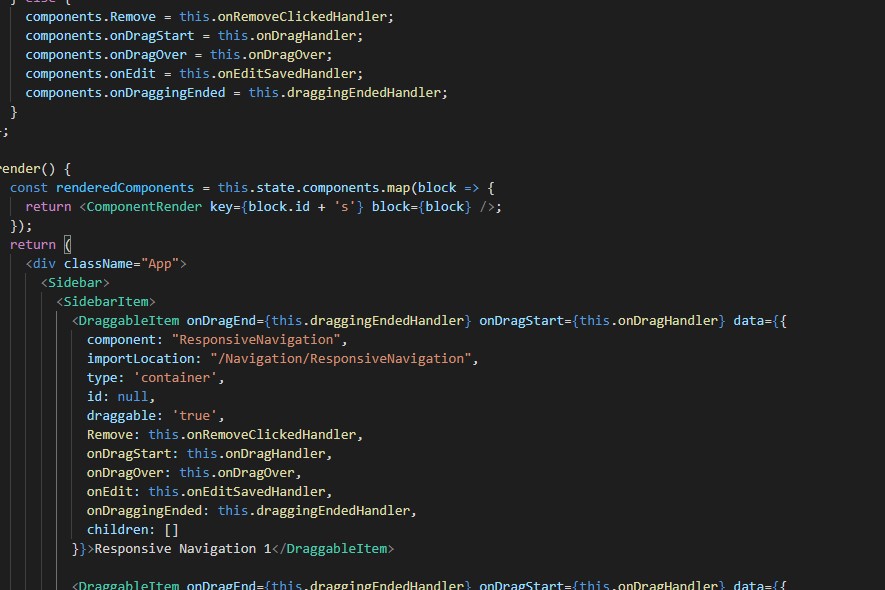 } else {
components.Remove = this.onRemoveClickedHandler;
components.onDragStart = this.onDragHandler;
components.onDragOver = this.onDragOver;
components.onEdit = this.onEditSavedHandler;
components.onDraggingEnded = this.draggingEndedHandler;
}
};
render() {
const renderedComponents = this.state.components.map(block => {
return <ComponentRender key={block.id + 's'} block={block} />;
});
return (
<div className="App">
<Sidebar>
<SidebarItem>
<DraggableItem onDragEnd={this.draggingEndedHandler} onDragStart={this.onDragHandler} data={{
component: "ResponsiveNavigation",
importLocation: "/Navigation/ResponsiveNavigation",
type: 'container',
id: null,
draggable: 'true',
Remove: this.onRemoveClickedHandler,
onDragStart: this.onDragHandler,
onDragOver: this.onDragOver,
onEdit: this.onEditSavedHandler,
onDraggingEnded: this.draggingEndedHandler,
children: []
}}>Responsive Navigation 1</DraggableItem>
<DraggableItem onDragEnd={this.draggingEndedHandler} onDragStart={this.onDragHandler} data={{